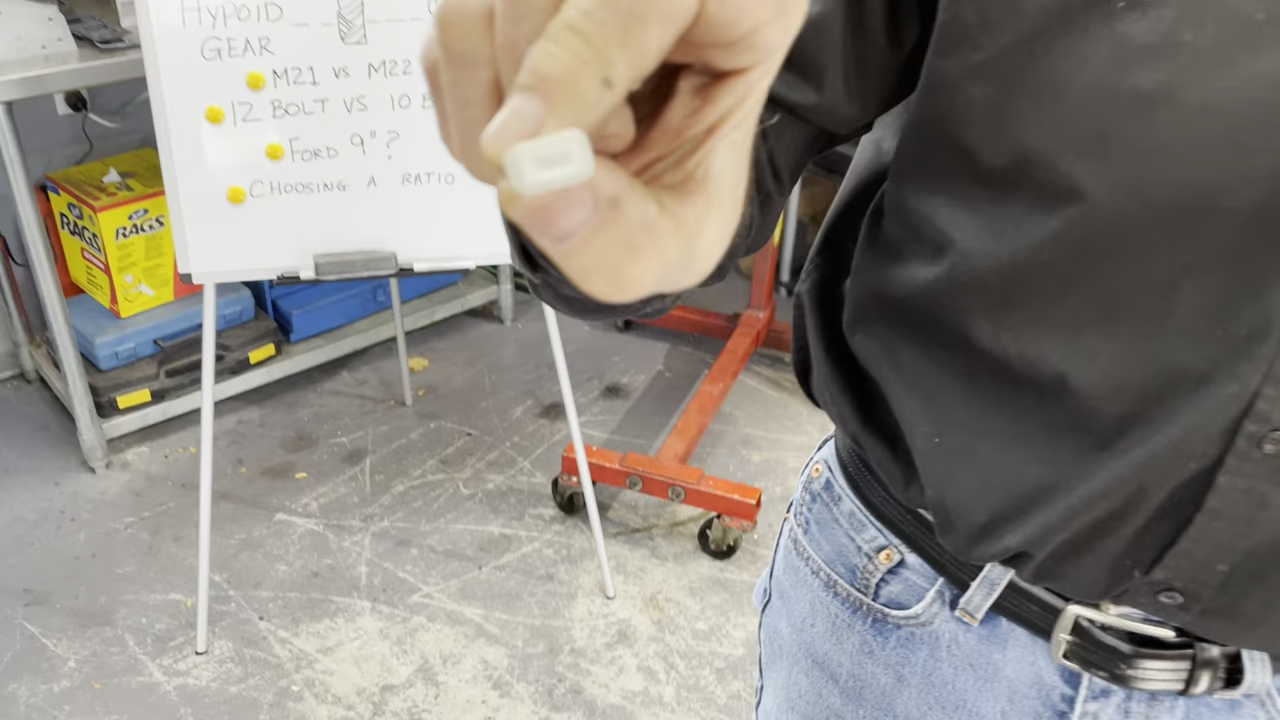 HYPOID
GEAR
M21 VS M22
12 BOLT VS 10
FORD 9"?
CHOOSING A RATIO
RAGS
RAGS